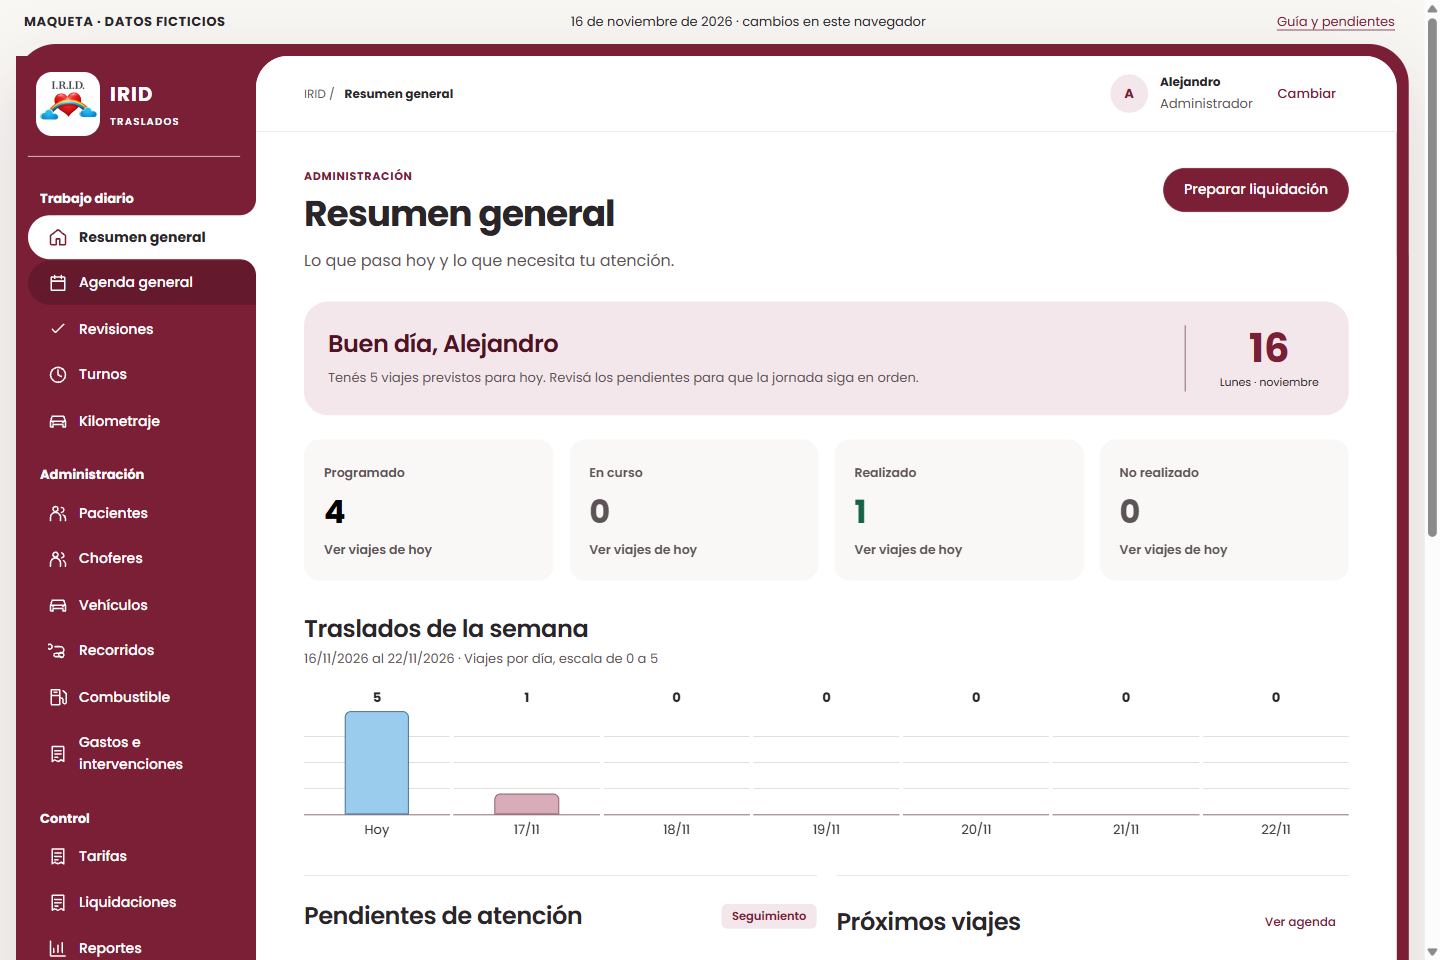 MAQUETA · DATOS FICTICIOS
16 de noviembre de 2026 · cambios en este navegador
Guía y pendientes
I.R.I.D.
IRID
TRASLADOS
Trabajo diario
Resumen general
Agenda general
Revisiones
Turnos
Kilometraje
Administración
Pacientes
Choferes
Vehículos
Recorridos
Combustible
Gastos e
intervenciones
Control
Tarifas
Liquidaciones
Reportes
IRID / Resumen general
A
Alejandro
Administrador
Cambiar
ADMINISTRACIÓN
Resumen general
Lo que pasa hoy y lo que necesita tu atención.
Preparar liquidación
Buen día, Alejandro
Tenés 5 viajes previstos para hoy. Revisá los pendientes para que la jornada siga en orden.
16
Lunes · noviembre
Programado
4
Ver viajes de hoy
En curso
0
Ver viajes de hoy
Realizado
1
Ver viajes de hoy
No realizado
0
Ver viajes de hoy
Traslados de la semana
16/11/2026 al 22/11/2026 · Viajes por día, escala de 0 a 5
5 1 0 0 0 0 0
Hoy 17/11 18/11 19/11 20/11 21/11 22/11
Pendientes de atención
Seguimiento
Próximos viajes
Ver agenda